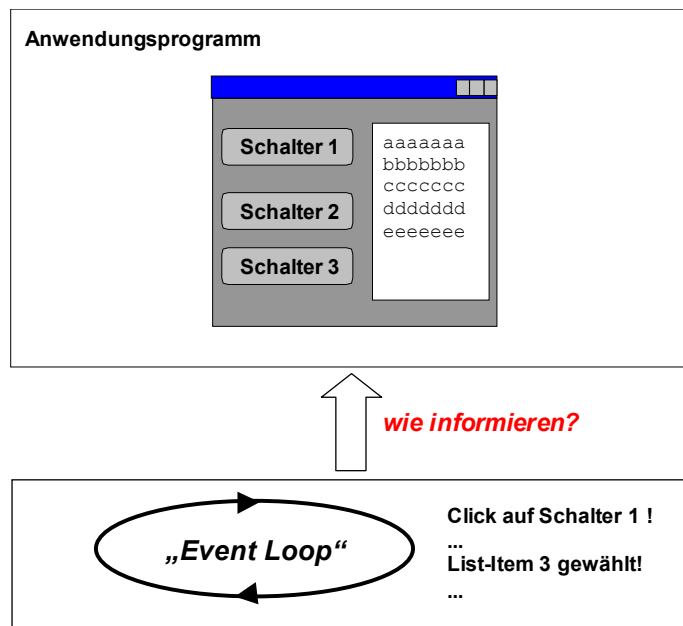 Anwendungsprogramm
Schalter 1
Schalter 2
Schalter 3
aaaaaaa
bbbbbbb
ccccccc
ddddddd
eeeeeee
wie informieren?
„Event Loop“
Click auf Schalter 1 !
...
List-Item 3 gewählt!
...